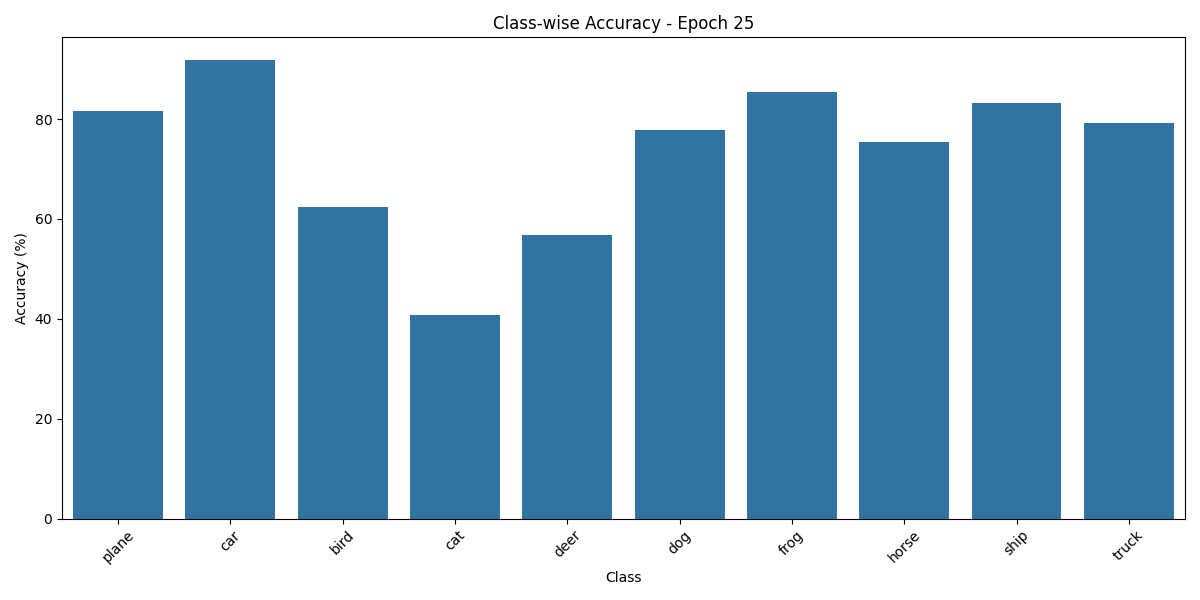 Class-wise Accuracy - Epoch 25
Accuracy (%)
80
60
40
20
0
plane
car
bird
cat
deer
dog
frog
horse
ship
truck
Class